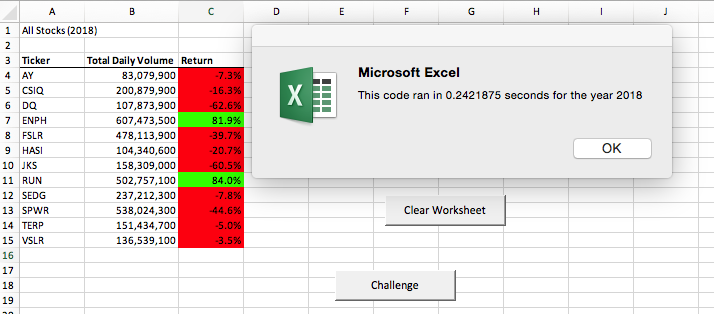 A B C D E F G H I J
1 All Stocks (2018)
2
3 Ticker Total Daily Volume Return
4 AY 83,079,900 -7.3%
5 CSIQ 200,879,900 -16.3%
6 DQ 107,873,900 -62.6%
7 ENPH 607,473,500 81.9%
8 FSLR 478,113,900 -39.7%
9 HASI 104,340,600 -20.7%
10 JKS 158,309,000 -60.5%
11 RUN 502,757,100 84.0%
12 SEDG 237,212,300 -7.8%
13 SPWR 538,024,300 -44.6%
14 TERP 151,434,700 -5.0%
15 VSLR 136,539,100 -3.5%
16
17
18
19
Microsoft Excel
This code ran in 0.2421875 seconds for the year 2018
OK
Clear Worksheet
Challenge